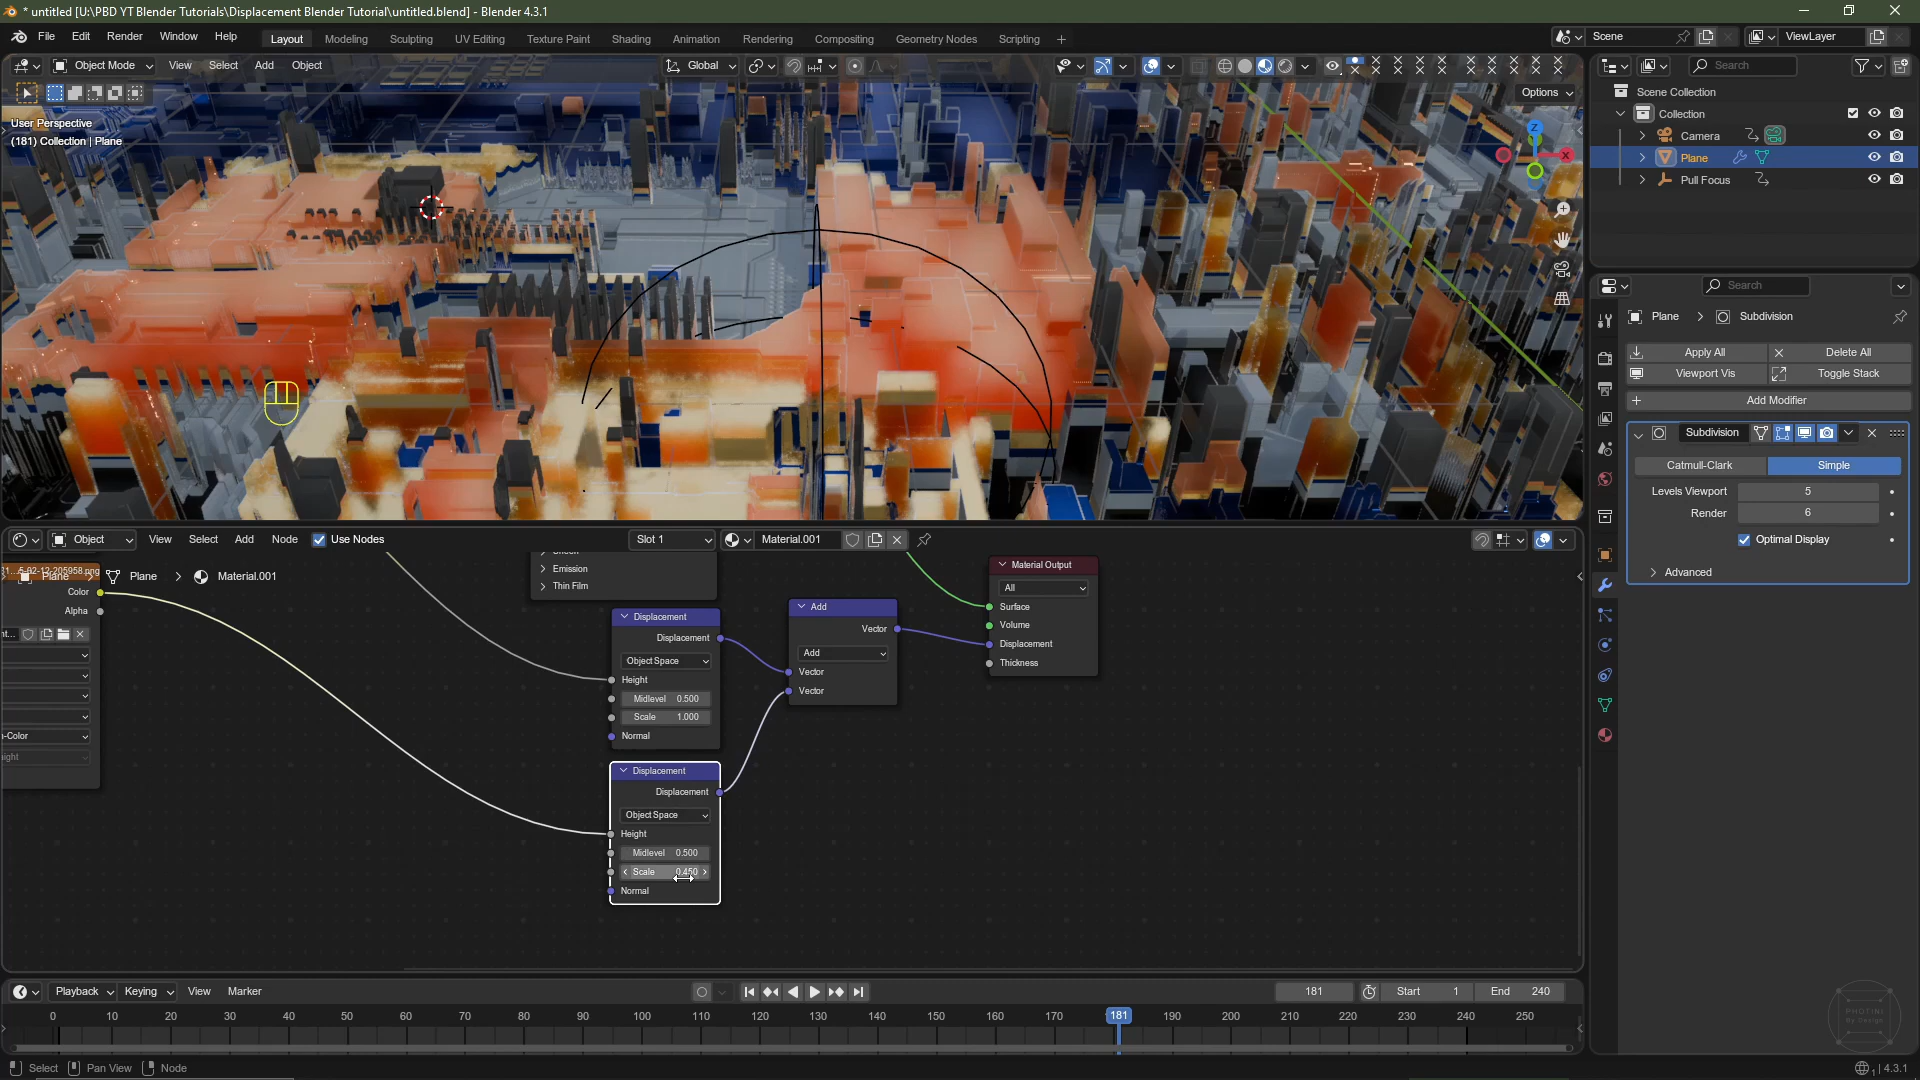 * untitled [U:\PBD YT Blender Tutorials\Displacement Blender Tutorial\untitled.blend] - Blender 4.3.1
File Edit Render Window Help Layout Modeling Sculpting UV Editing Texture Paint Shading Animation Rendering Compositing Geometry Nodes Scripting Scene ViewLayer
Object Mode View Select Add Object Global
Search
Options
User Perspective
(181) Collection | Plane
Z
X
Scene Collection
Collection
Camera
Plane
Pull Focus
Search
Plane > Subdivision
Apply All Delete All
Viewport Vis Toggle Stack
Add Modifier
Subdivision
Catmull-Clark Simple
Levels Viewport 5
Render 6
Optimal Display
Advanced
Object View Select Add Node Use Nodes Slot 1 Material.001
Plane Plane > Material.001
Color
Alpha
Emission
Thin Film
Displacement
Displacement
Object Space
Height
Midlevel 0.500
Scale 1.000
Normal
Add
Vector
Add
Vector
Vector
Material Output
All
Surface
Volume
Displacement
Thickness
Displacement
Displacement
Object Space
Height
Midlevel 0.500
Scale 0.450
Normal
Playback Keying View Marker 181 Start 1 End 240
0 10 20 30 40 50 60 70 80 90 100 110 120 130 140 150 160 170 181 190 200 210 220 230 240 250
PHOTINI
By Design
Select Pan View Node 4.3.1